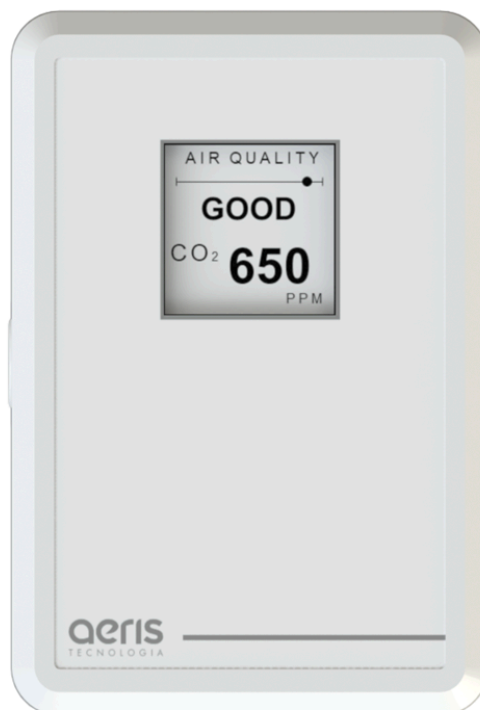 AIR QUALITY
GOOD
CO₂ 650
PPM
aeris
TECNOLOGIA